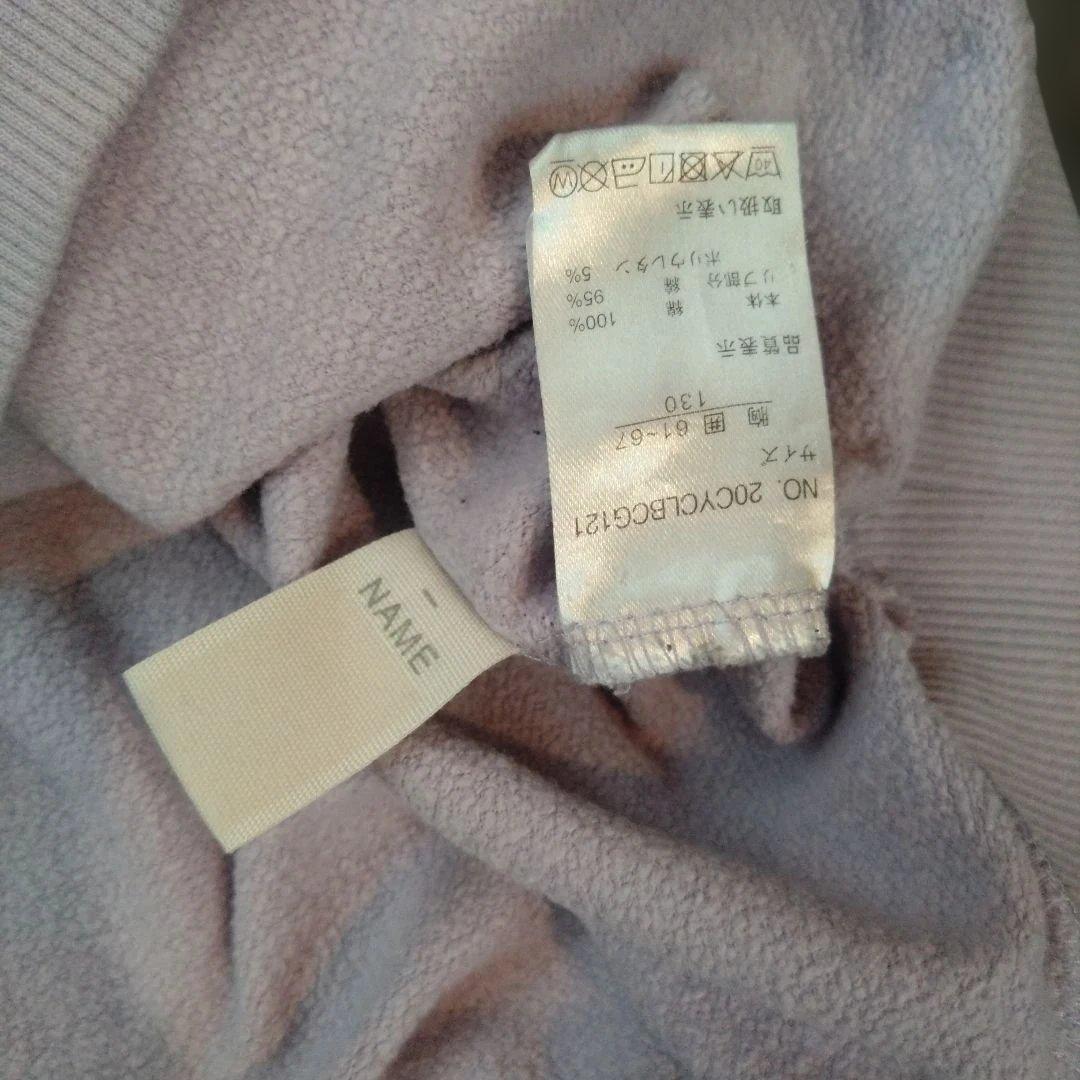 NO. 20CYCLBCG121
サイズ
胸 囲 61~67
130
品質表示
本体 綿 100%
リブ部分 綿 95%
ポリウレタン 5%
取扱い表示
40 W
NAME